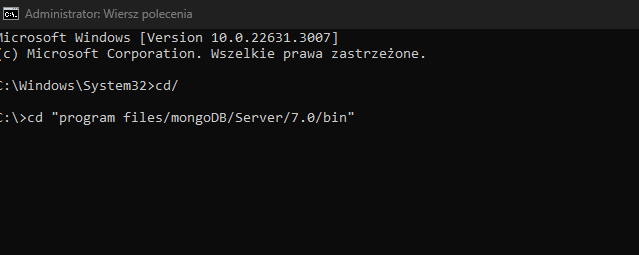 Administrator: Wiersz polecenia
Microsoft Windows [Version 10.0.22631.3007]
(c) Microsoft Corporation. Wszelkie prawa zastrzeżone.
C:\Windows\System32>cd/
C:\>cd "program files/mongoDB/Server/7.0/bin"